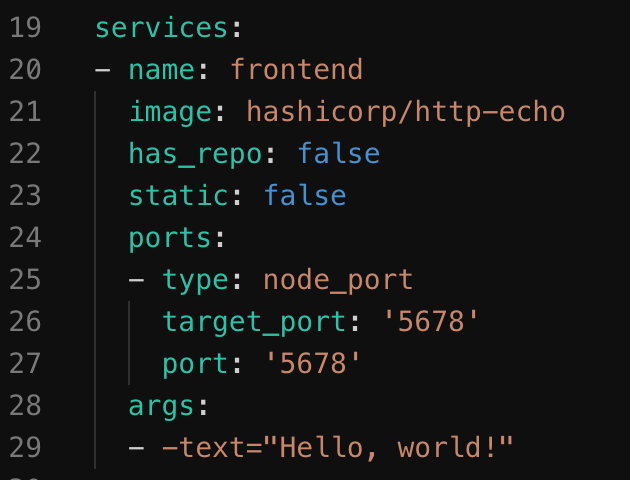 19 services:
20 - name: frontend
21 image: hashicorp/http-echo
22 has_repo: false
23 static: false
24 ports:
25 - type: node_port
26 target_port: '5678'
27 port: '5678'
28 args:
29 - -text="Hello, world!"